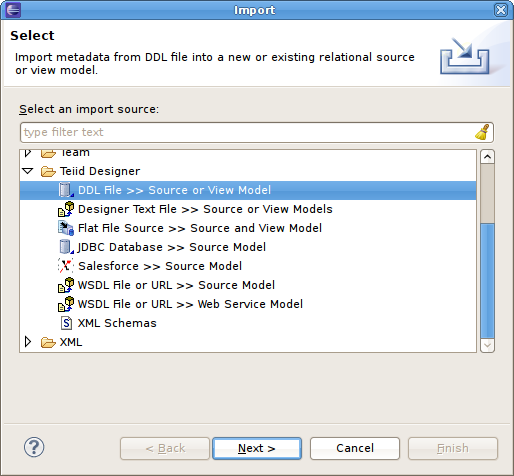 Import
Select
Import metadata from DDL file into a new or existing relational source
or view model.
Select an import source:
type filter text
Team
Teiid Designer
DDL File >> Source or View Model
Designer Text File >> Source or View Models
Flat File Source >> Source and View Model
JDBC Database >> Source Model
Salesforce >> Source Model
WSDL File or URL >> Source Model
WSDL File or URL >> Web Service Model
XML Schemas
XML
< Back
Next >
Cancel
Finish